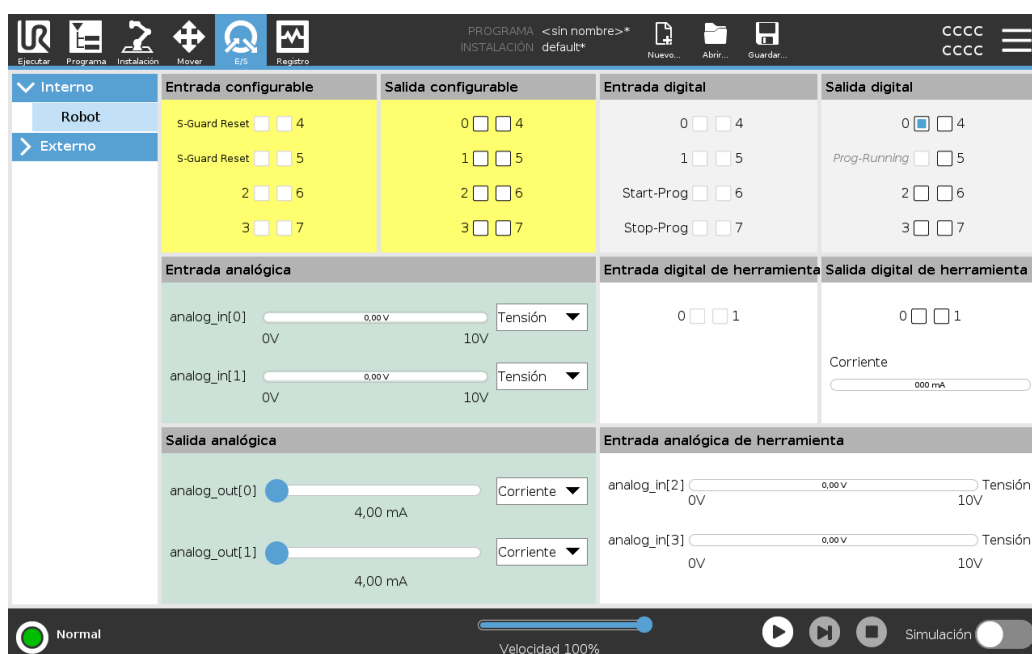 PROGRAMA <sin nombre>*
INSTALACIÓN default*
CCCC
CCCC
Ejecutar Programa Instalación Mover E/S Registro
Nuevo... Abrir... Guardar...
Interno
Robot
Externo
Entrada configurable
S-Guard Reset 4
S-Guard Reset 5
2 6
3 7
Salida configurable
0 4
1 5
2 6
3 7
Entrada digital
0 4
1 5
Start-Prog 6
Stop-Prog 7
Salida digital
0 4
Prog-Running 5
2 6
3 7
Entrada analógica
analog_in[0] 0,00 V Tensión
0V 10V
analog_in[1] 0,00 V Tensión
0V 10V
Entrada digital de herramienta
0 1
Salida digital de herramienta
0 1
Corriente
000 mA
Salida analógica
analog_out[0] Corriente
4,00 mA
analog_out[1] Corriente
4,00 mA
Entrada analógica de herramienta
analog_in[2] 0,00 V Tensión
0V 10V
analog_in[3] 0,00 V Tensión
0V 10V
Normal
Velocidad 100%
Simulación